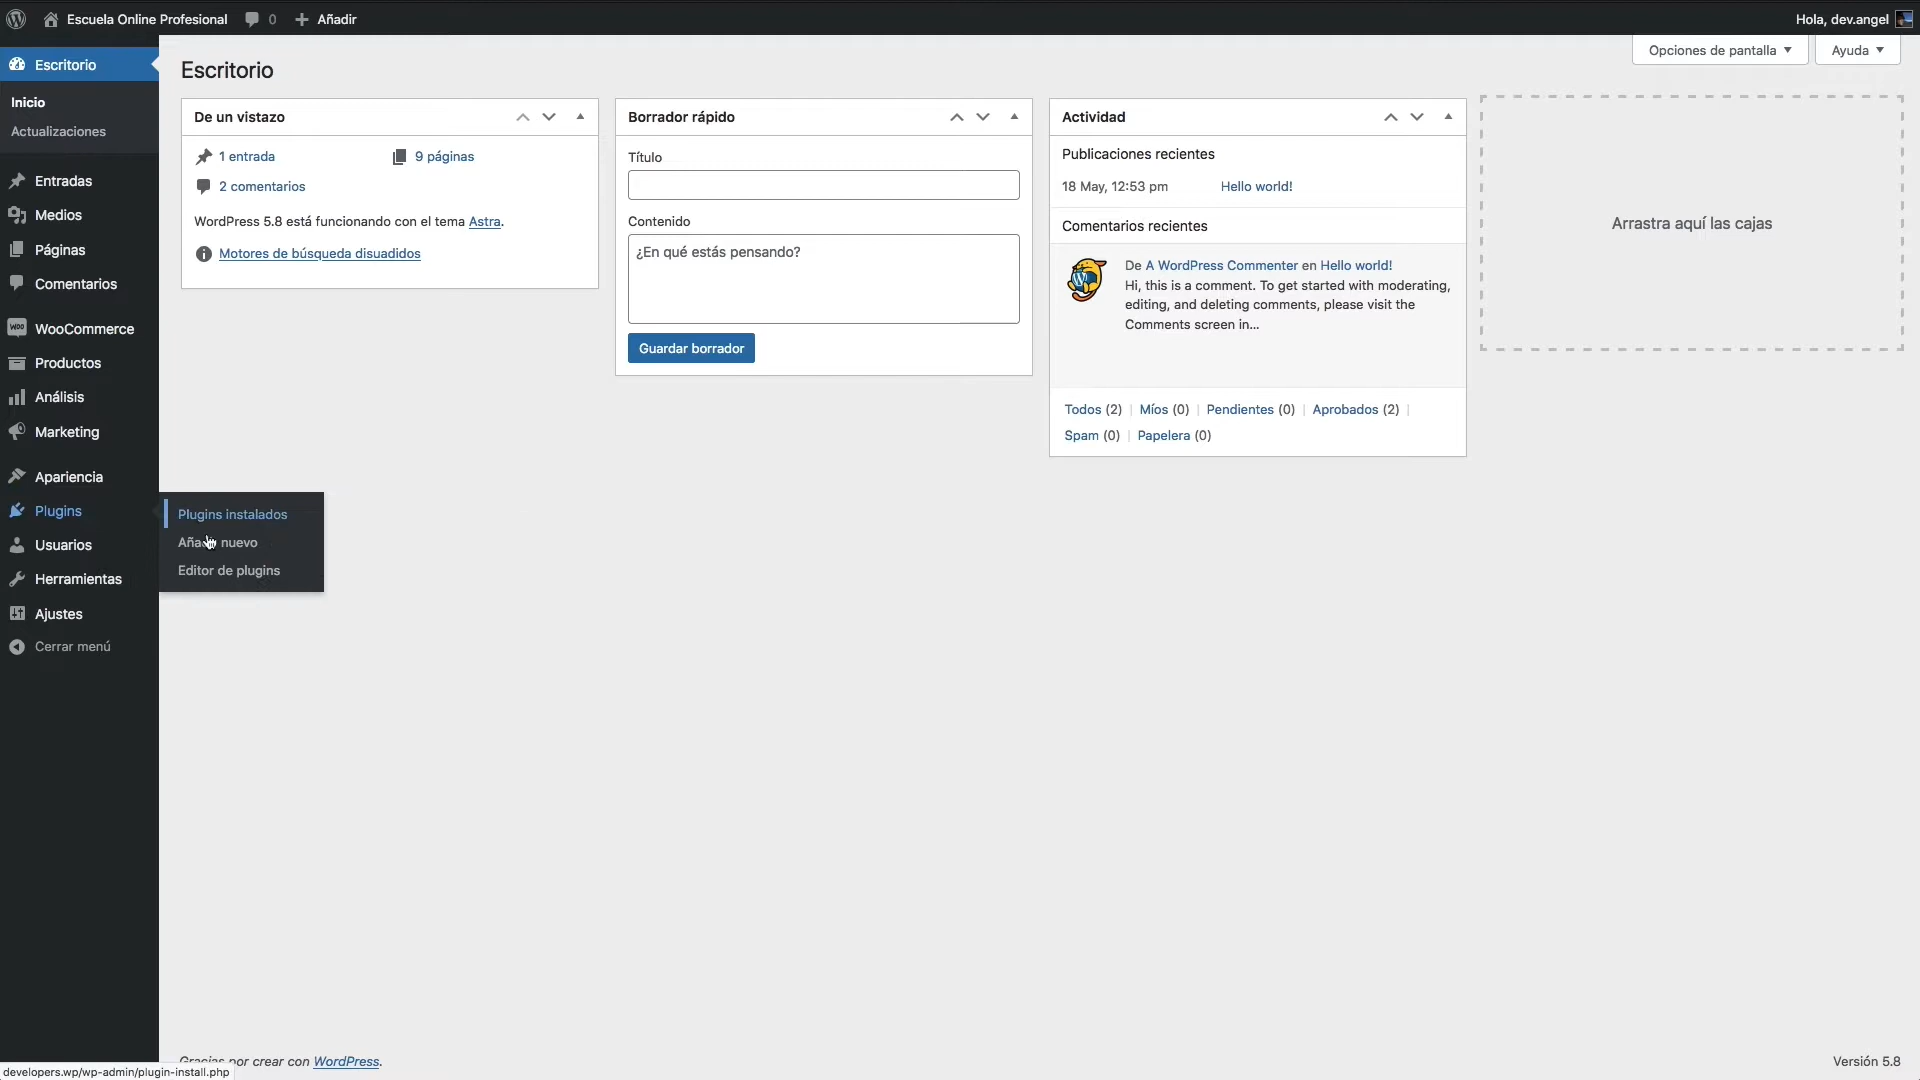 Escuela Online Profesional 0 + Añadir
Hola, dev.angel
Opciones de pantalla
Ayuda
Escritorio
Inicio
Actualizaciones
Entradas
Medios
Páginas
Comentarios
WooCommerce
Productos
Análisis
Marketing
Apariencia
Plugins
Usuarios
Herramientas
Ajustes
Cerrar menú
Plugins instalados
nuevo
Editor de plugins
Escritorio
De un vistazo
1 entrada
9 páginas
2 comentarios
WordPress 5.8 está funcionando con el tema Astra.
Motores de búsqueda disuadidos
Borrador rápido
Título
Contenido
¿En qué estás pensando?
Guardar borrador
Actividad
Publicaciones recientes
18 May, 12:53 pm
Hello world!
Comentarios recientes
De A WordPress Commenter en Hello world!
Hi, this is a comment. To get started with moderating,
editing, and deleting comments, please visit the
Comments screen in...
Todos (2) | Míos (0) | Pendientes (0) | Aprobados (2) |
Spam (0) | Papelera (0)
Arrastra aquí las cajas
Gracias por crear con WordPress.
Versión 5.8
developers.wp/wp-admin/plugin-install.php